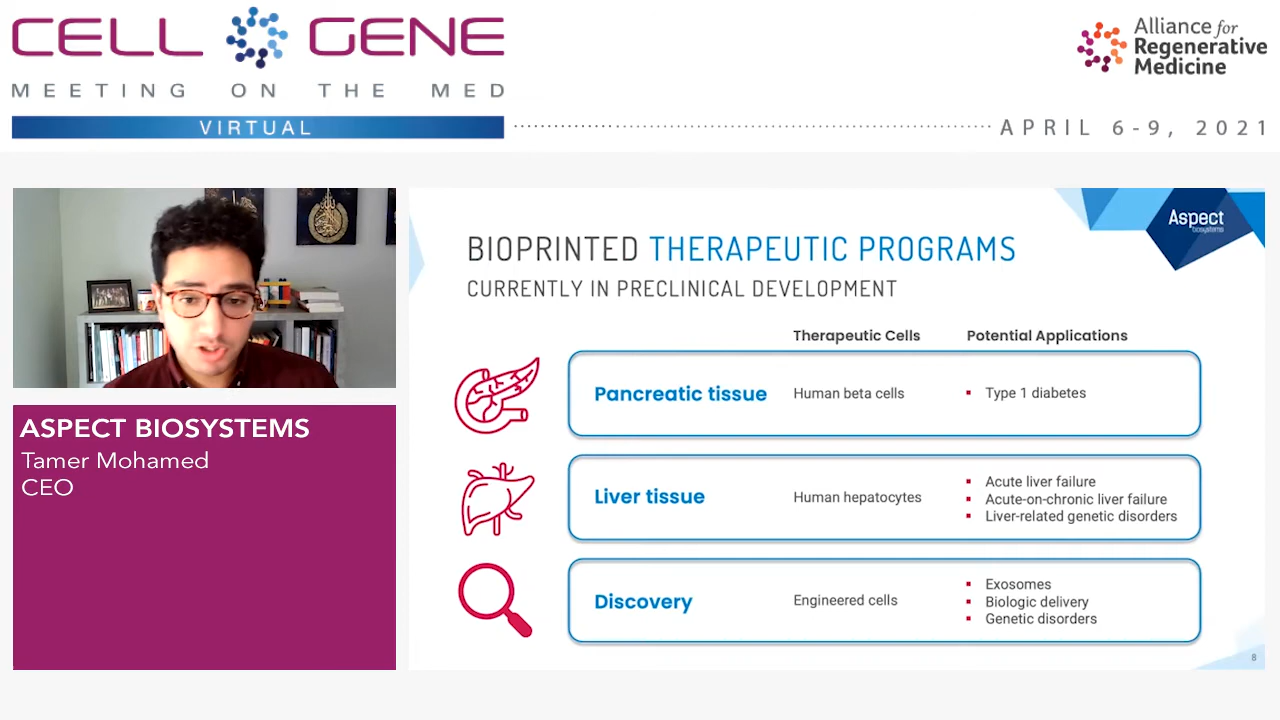 CELL GENE
MEETING ON THE MED
VIRTUAL
Alliance for
Regenerative
Medicine
APRIL 6-9, 2021
ASPECT BIOSYSTEMS
Tamer Mohamed
CEO
Aspect
biosystems
BIOPRINTED THERAPEUTIC PROGRAMS
CURRENTLY IN PRECLINICAL DEVELOPMENT
Therapeutic Cells Potential Applications
Pancreatic tissue Human beta cells ▪ Type 1 diabetes
Liver tissue Human hepatocytes ▪ Acute liver failure
▪ Acute-on-chronic liver failure
▪ Liver-related genetic disorders
Discovery Engineered cells ▪ Exosomes
▪ Biologic delivery
▪ Genetic disorders
8